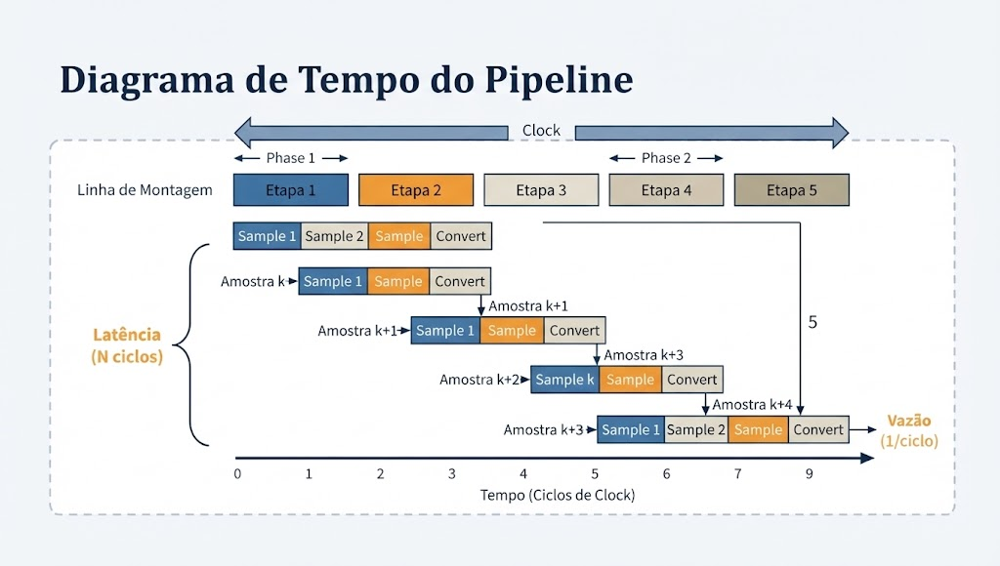 Diagrama de Tempo do Pipeline
Clock
Phase 1
Phase 2
Linha de Montagem
Etapa 1
Etapa 2
Etapa 3
Etapa 4
Etapa 5
Sample 1
Sample 2
Sample
Convert
Amostra k
Sample 1
Sample
Convert
Amostra k+1
Amostra k+1
Sample 1
Sample
Convert
5
Latência
(N ciclos)
Amostra k+3
Amostra k+2
Sample k
Sample
Convert
Amostra k+4
Amostra k+3
Sample 1
Sample 2
Sample
Convert
Vazão
(1/ciclo)
0 1 2 3 4 5 6 7 9
Tempo (Ciclos de Clock)